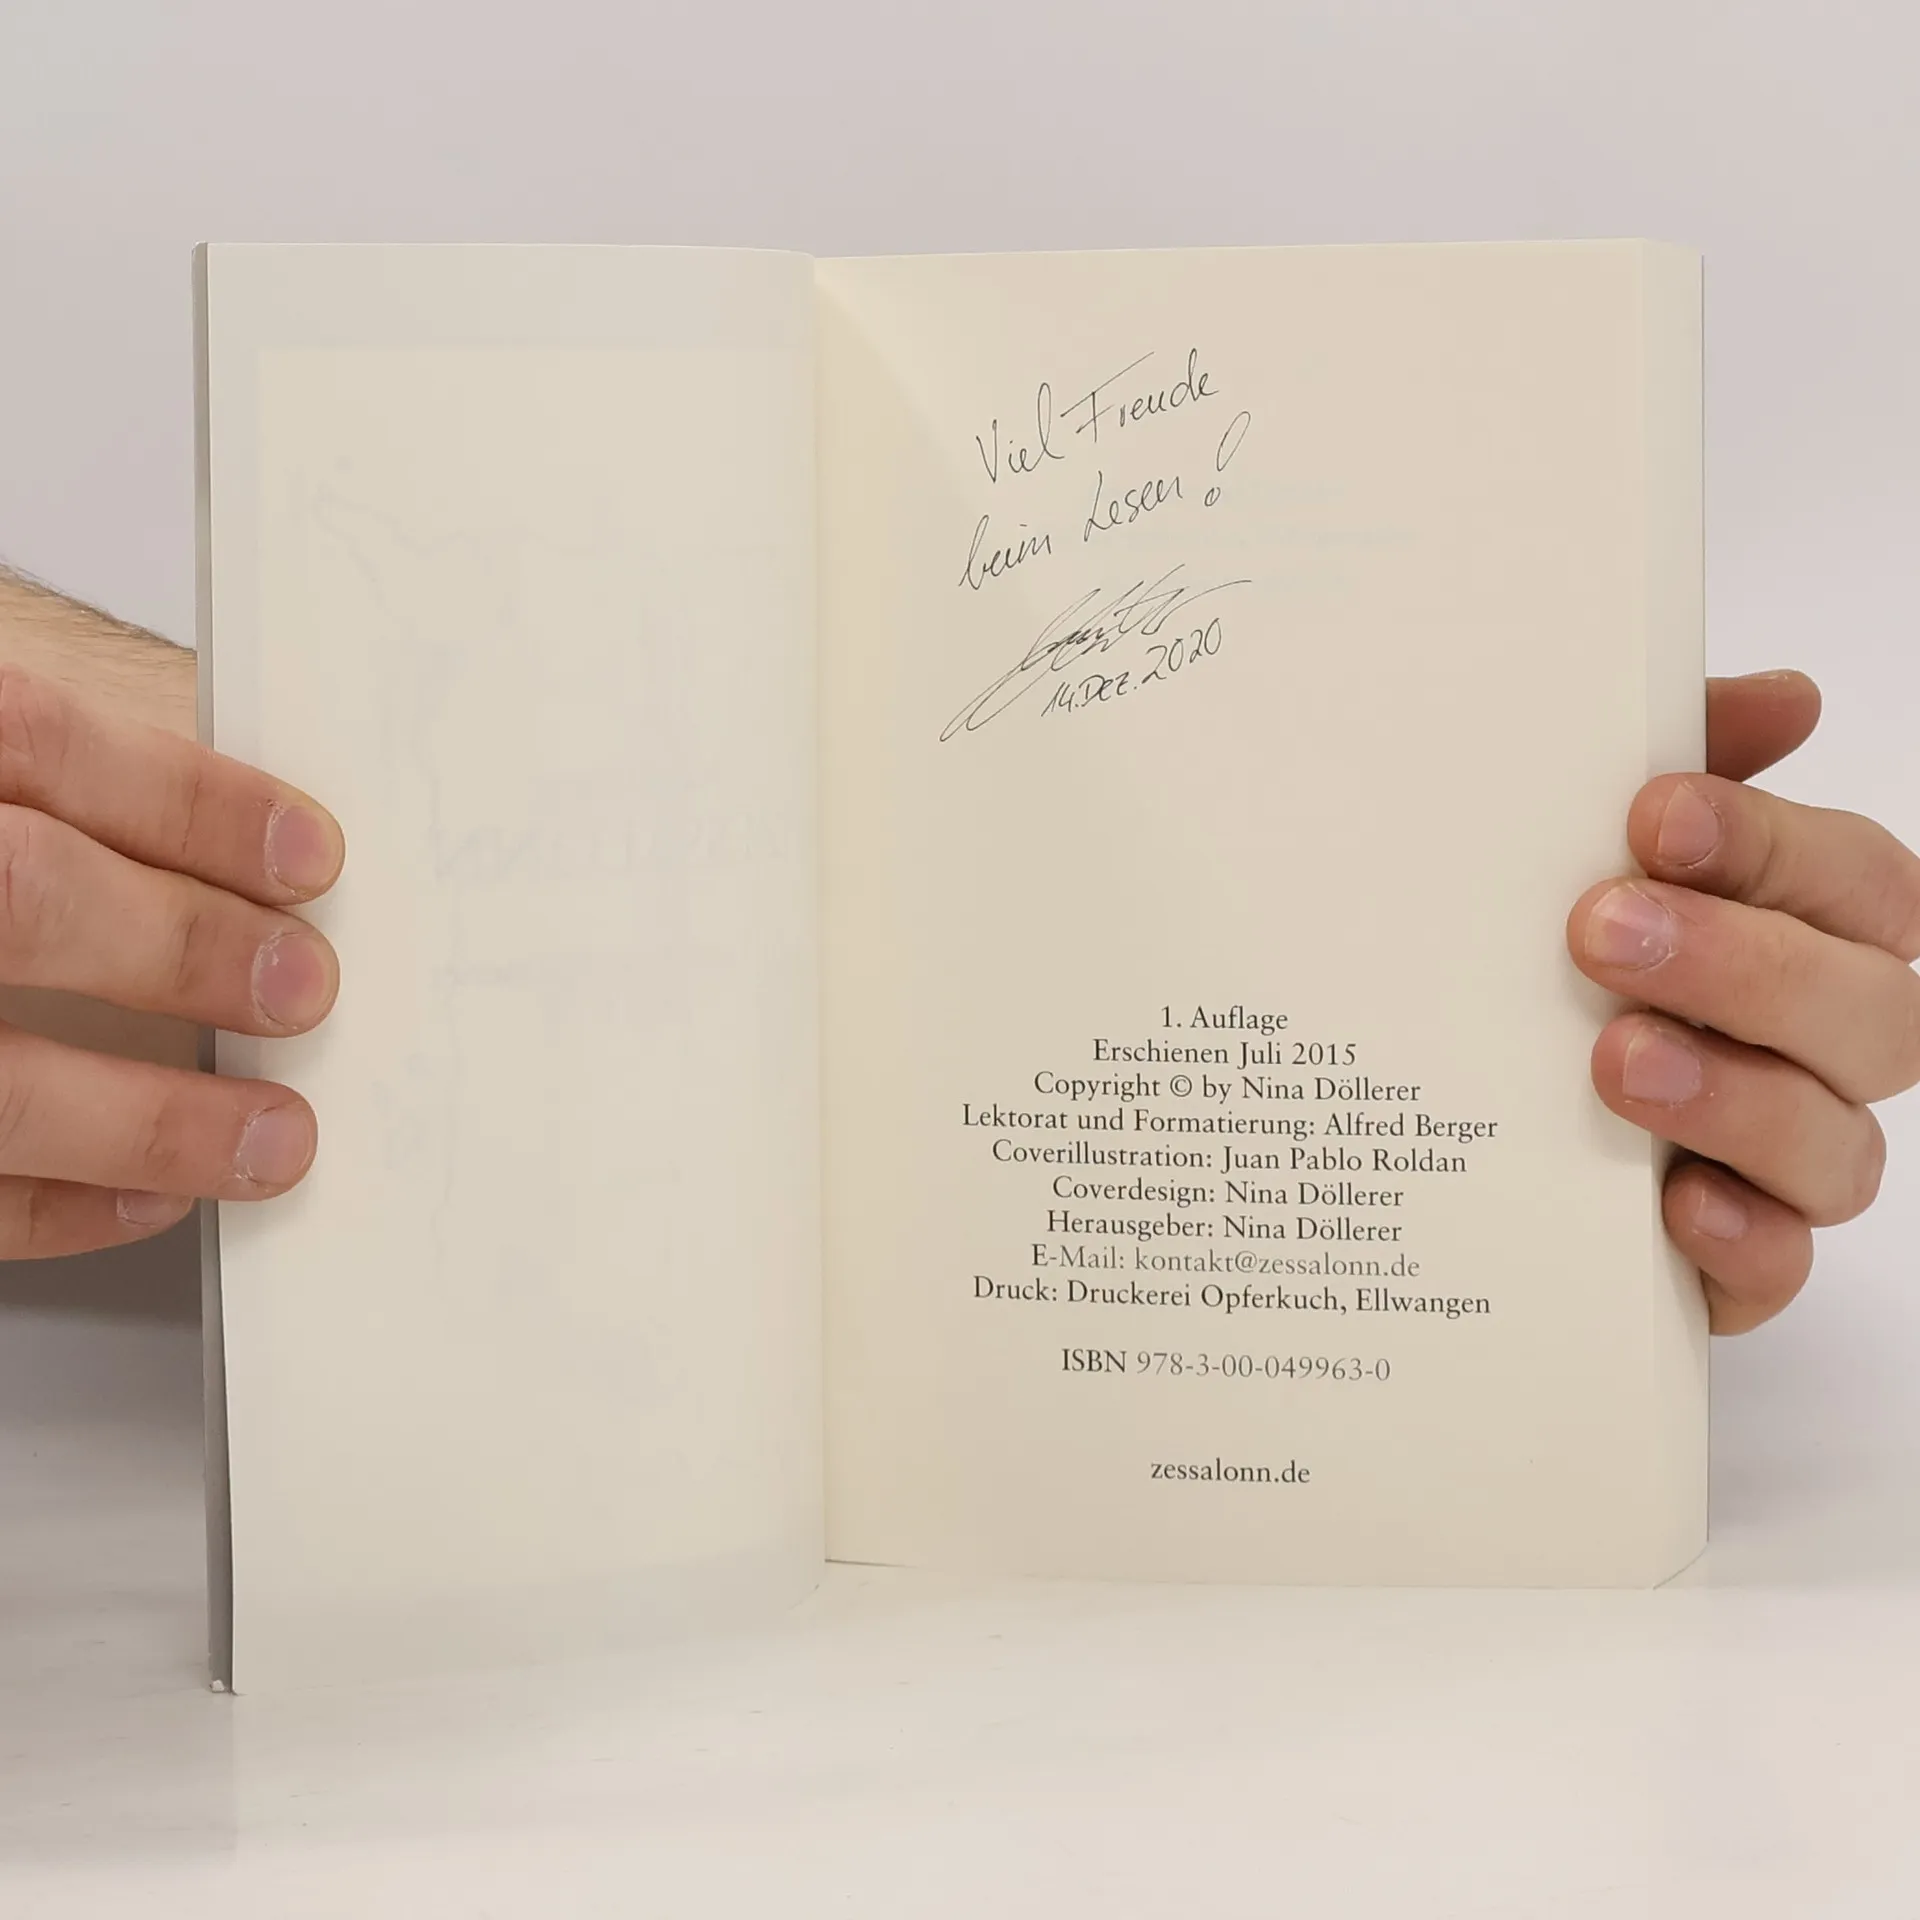 Viel Freude
beim Lesen!
14. Dez. 2020
1. Auflage
Erschienen Juli 2015
Copyright © by Nina Döllerer
Lektorat und Formatierung: Alfred Berger
Coverillustration: Juan Pablo Roldan
Coverdesign: Nina Döllerer
Herausgeber: Nina Döllerer
E-Mail: kontakt@zessalonn.de
Druck: Druckerei Opferkuch, Ellwangen
ISBN 978-3-00-049963-0
zessalonn.de